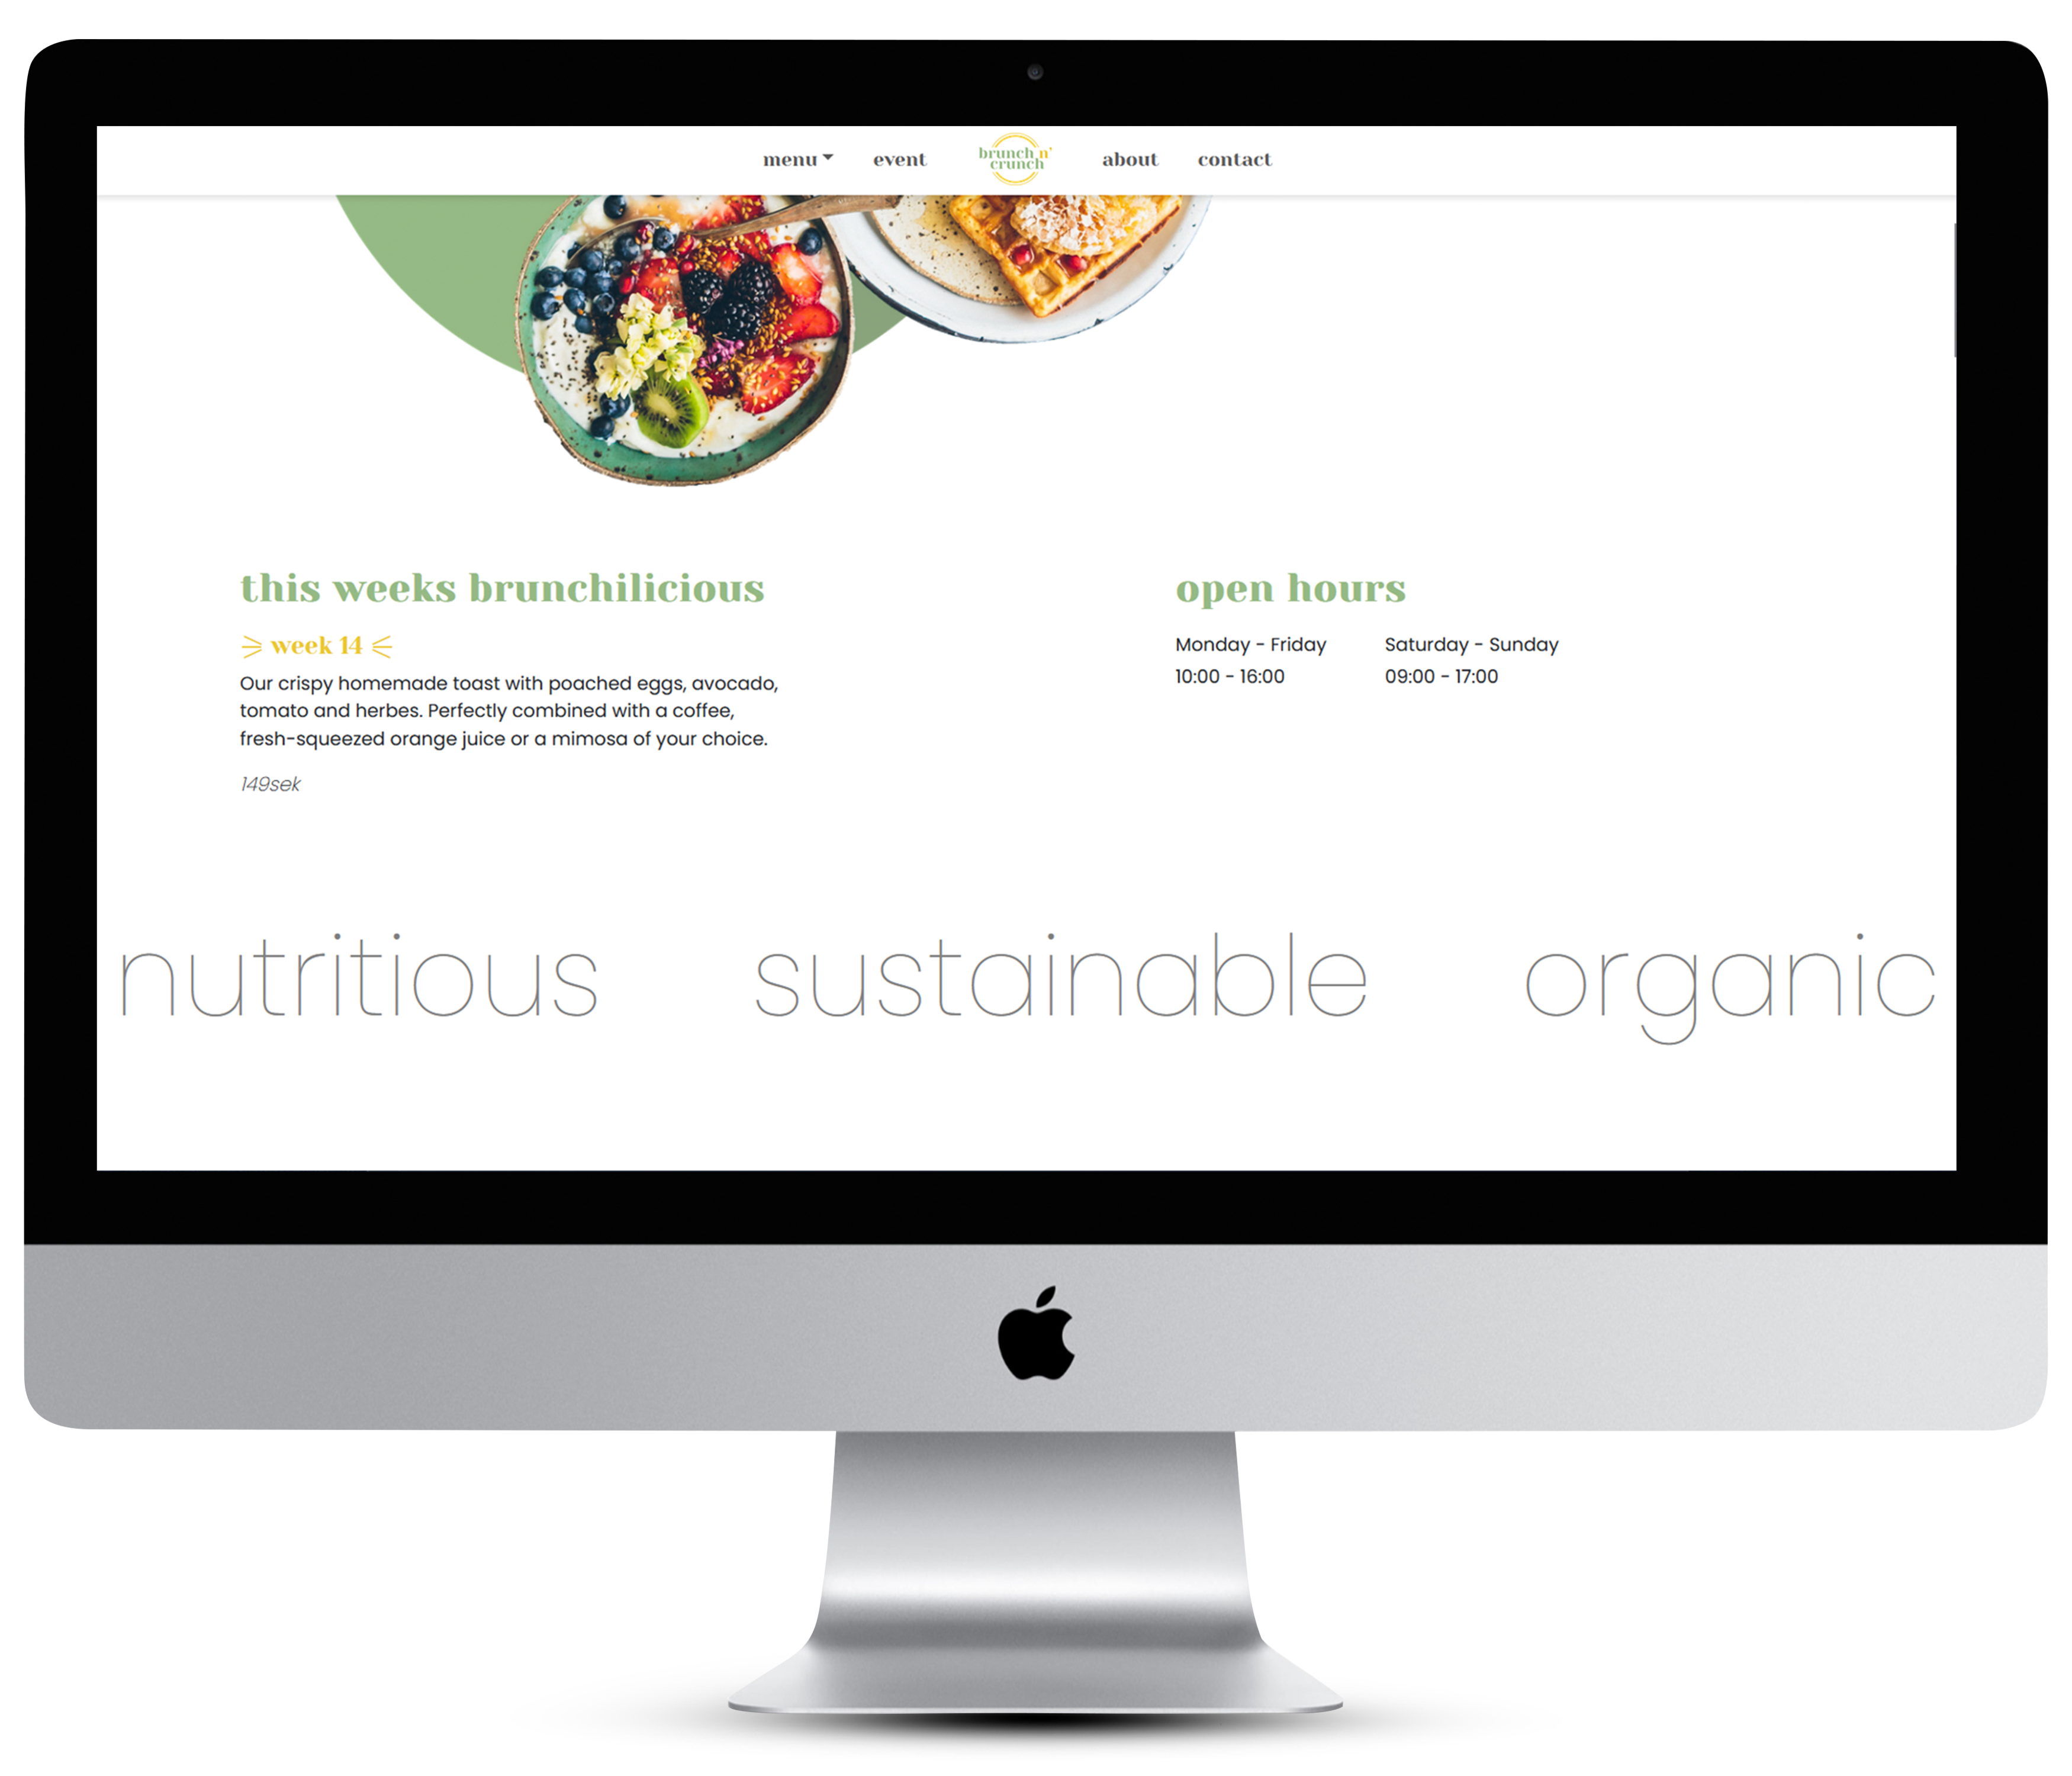 menu
event
brunch n'
crunch
about
contact
this weeks brunchilicious
week 14
Our crispy homemade toast with poached eggs, avocado,
tomato and herbes. Perfectly combined with a coffee,
fresh-squeezed orange juice or a mimosa of your choice.
149sek
open hours
Monday - Friday
10:00 - 16:00
Saturday - Sunday
09:00 - 17:00
nutritious
sustainable
organic